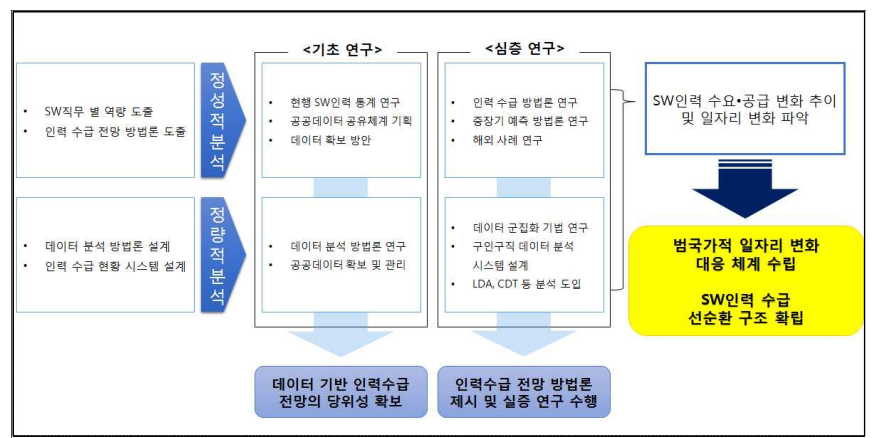 <기초 연구>
<심층 연구>
• SW직무 별 역량 도출
• 인력 수급 전망 방법론 도출
정성적분석
• 현행 SW인력 통계 연구
• 공공데이터 공유체계 기획
• 데이터 확보 방안
• 인력 수급 방법론 연구
• 중장기 예측 방법론 연구
• 해외 사례 연구
SW인력 수요•공급 변화 추이
및 일자리 변화 파악
• 데이터 분석 방법론 설계
• 인력 수급 현황 시스템 설계
정량적분석
• 데이터 분석 방법론 연구
• 공공데이터 확보 및 관리
• 데이터 군집화 기법 연구
• 구인구직 데이터 분석
시스템 설계
• LDA, CDT 등 분석 도입
범국가적 일자리 변화
대응 체계 수립
SW인력 수급
선순환 구조 확립
데이터 기반 인력수급
전망의 당위성 확보
인력수급 전망 방법론
제시 및 실증 연구 수행